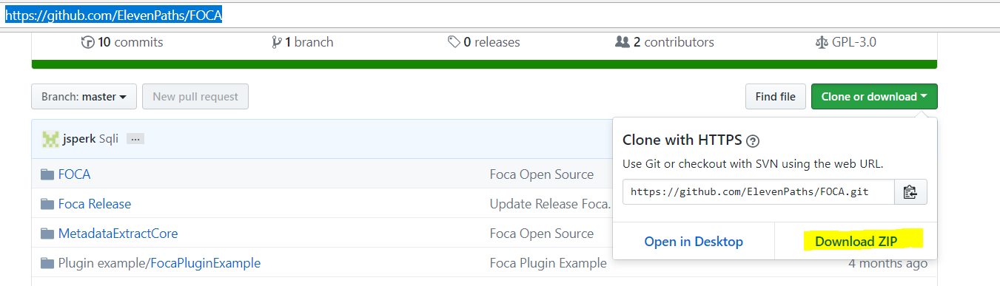 https://github.com/ElevenPaths/FOCA
10 commits 1 branch 0 releases 2 contributors GPL-3.0
Branch: master New pull request Find file Clone or download
jsperk Sqli ...
Clone with HTTPS
Use Git or checkout with SVN using the web URL.
https://github.com/ElevenPaths/FOCA.git
Open in Desktop Download ZIP
FOCA Foca Open Source
Foca Release Update Release Foca.
MetadataExtractCore Foca Open Source
Plugin example/FocaPluginExample Foca Plugin Example 4 months ago